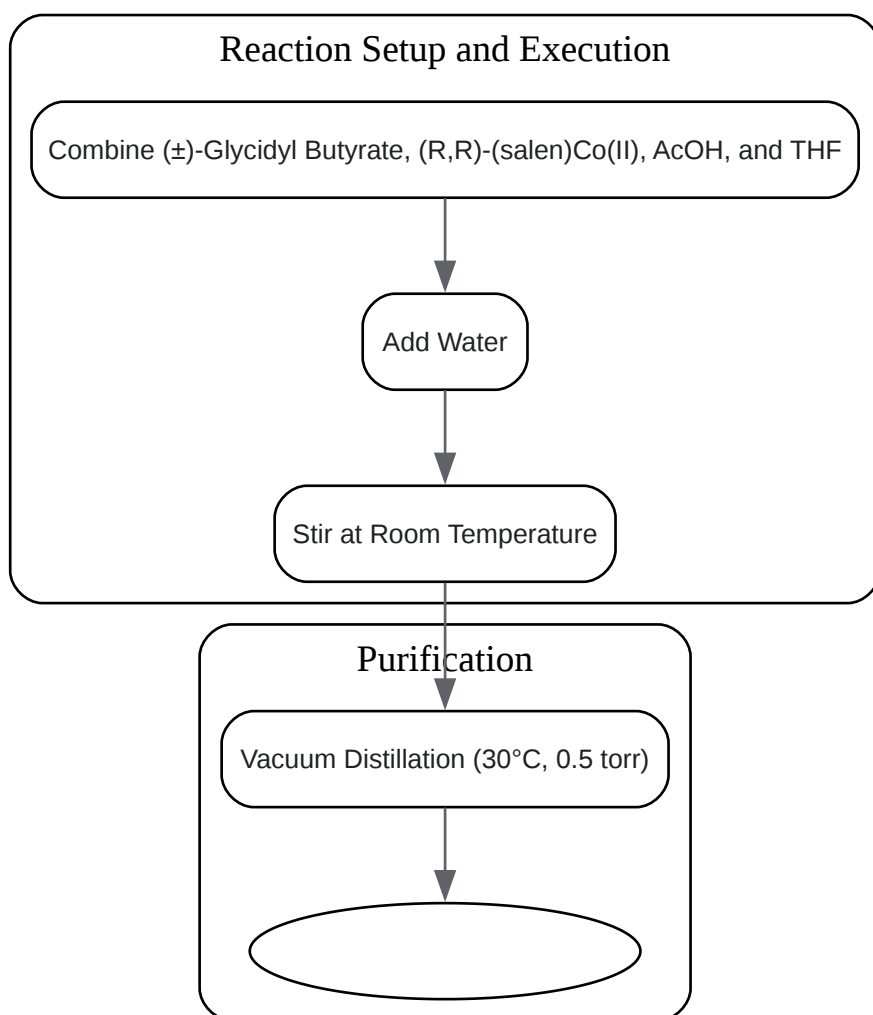 Reaction Setup and Execution
Combine (±)-Glycidyl Butyrate, (R,R)-(salen)Co(II), AcOH, and THF
Add Water
Stir at Room Temperature
Purification
Vacuum Distillation (30°C, 0.5 torr)